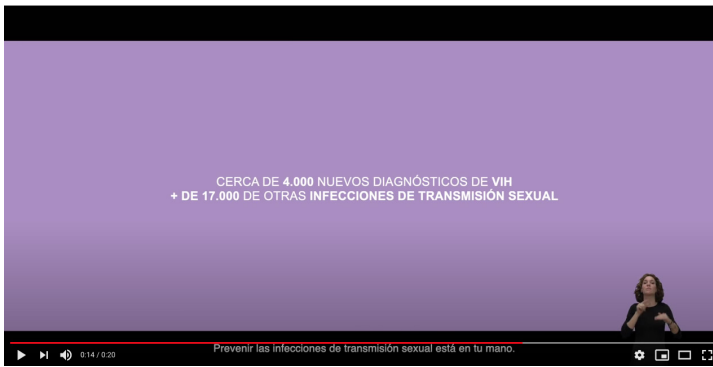 CERCA DE 4.000 NUEVOS DIAGNÓSTICOS DE VIH
+ DE 17.000 DE OTRAS INFECCIONES DE TRANSMISIÓN SEXUAL
Prevenir las infecciones de transmisión sexual está en tu mano.
0:14 / 0:20